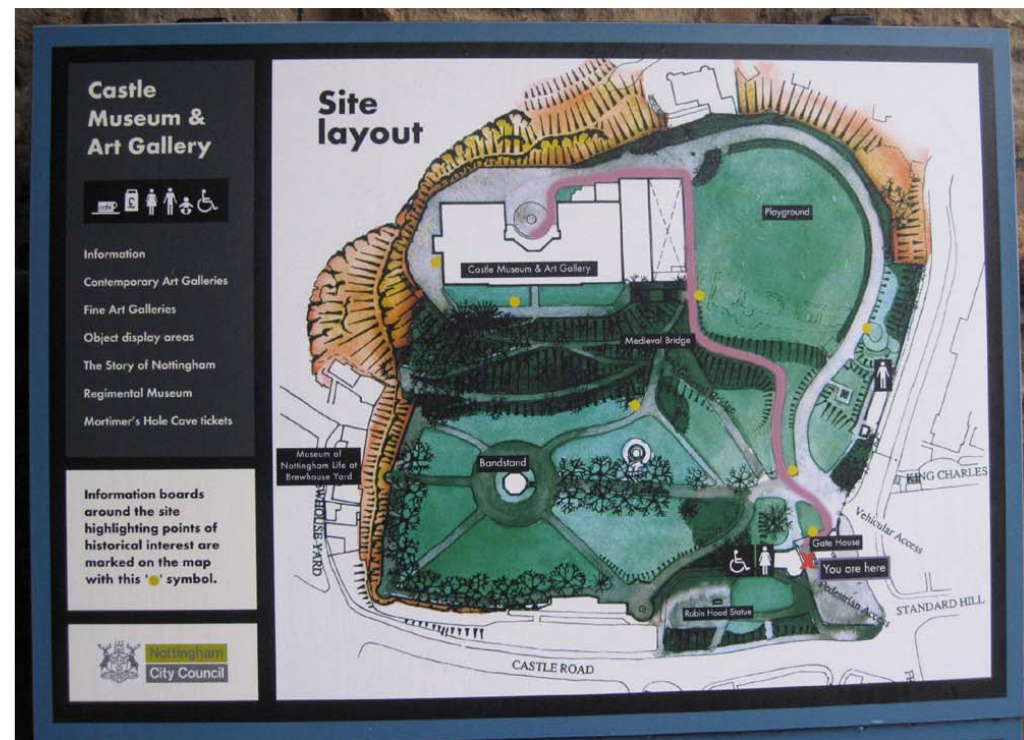 Castle
Museum &
Art Gallery
Information
Contemporary Art Galleries
Fine Art Galleries
Object display areas
The Story of Nottingham
Regimental Museum
Mortimer's Hole Cave tickets
Information boards
around the site
highlighting points of
historical interest are
marked on the map
with this ' ' symbol.
Nottingham
City Council
Site
layout
Playground
Castle Museum & Art Gallery
Medieval Bridge
Museum of
Nottingham Life at
Brewhouse Yard
Bandstand
KING CHARLES
Vehicular Access
Gate House
You are here
Pedestrian Access
Robin Hood Statue
STANDARD HILL
CASTLE ROAD